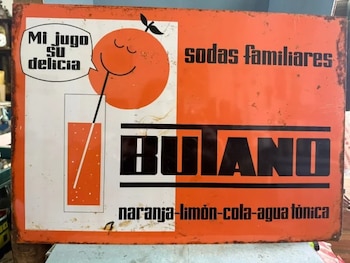 Mi jugo
su
delicia
sodas familiares
BUTANO
naranja-limón-cola-agua tónica